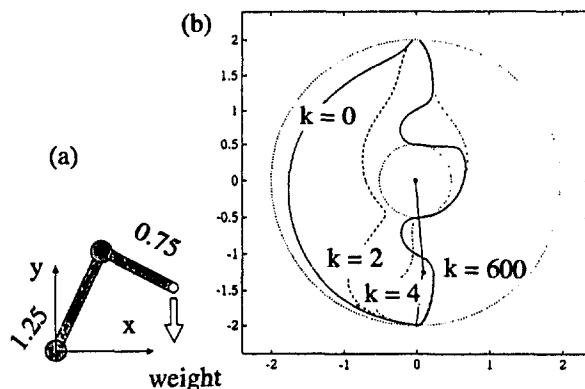 (b)
2
1.5
1
0.5
0
-0.5
-1
-1.5
-2
-2
-1
0
1
2
k = 0
k = 2
k = 4
k = 600
(a)
0.75
1.25
y
x
weight